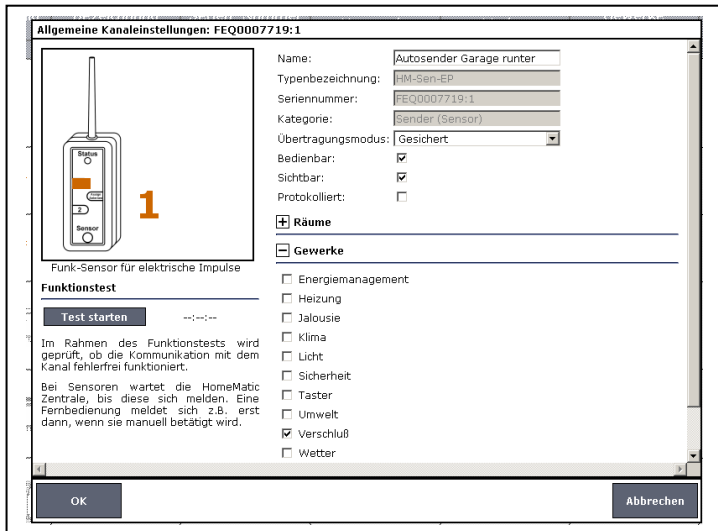 Allgemeine Kanaleinstellungen: FEQ0007719:1
Status
2
Sensor
1
Funk-Sensor für elektrische Impulse
Funktionstest
Test starten
--:--:--
Im Rahmen des Funktionstests wird
geprüft, ob die Kommunikation mit dem
Kanal fehlerfrei funktioniert.
Bei Sensoren wartet die HomeMatic
Zentrale, bis diese sich melden. Eine
Fernbedienung meldet sich z.B. erst
dann, wenn sie manuell betätigt wird.
Name: Autosender Garage runter
Typenbezeichnung: HM-Sen-EP
Seriennummer: FEQ0007719:1
Kategorie: Sender (Sensor)
Übertragungsmodus: Gesichert
Bedienbar:
Sichtbar:
Protokolliert:
Räume
Gewerke
Energiemanagement
Heizung
Jalousie
Klima
Licht
Sicherheit
Taster
Umwelt
Verschluß
Wetter
OK
Abbrechen